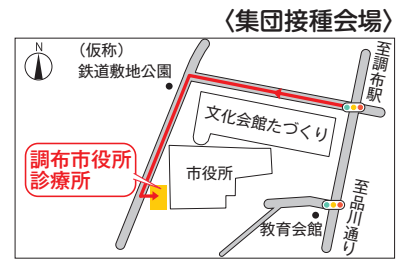 〈集団接種会場〉
N
(仮称)
鉄道敷地公園
至調布駅
文化会館たづくり
調布市役所
診療所
市役所
至品川通り
教育会館